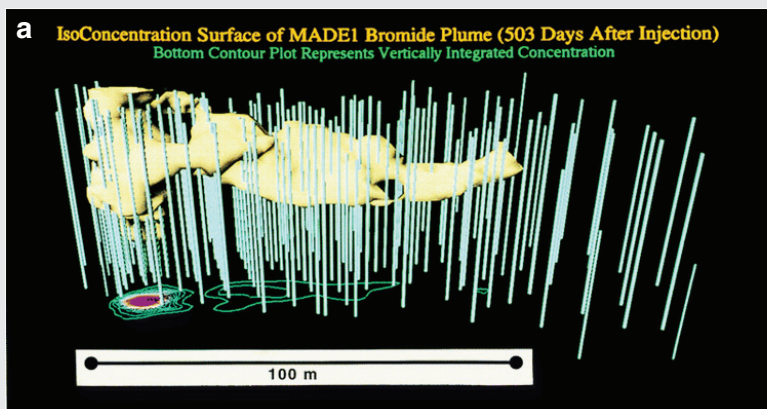 a
IsoConcentration Surface of MADE1 Bromide Plume (503 Days After Injection)
Bottom Contour Plot Represents Vertically Integrated Concentration
100 m